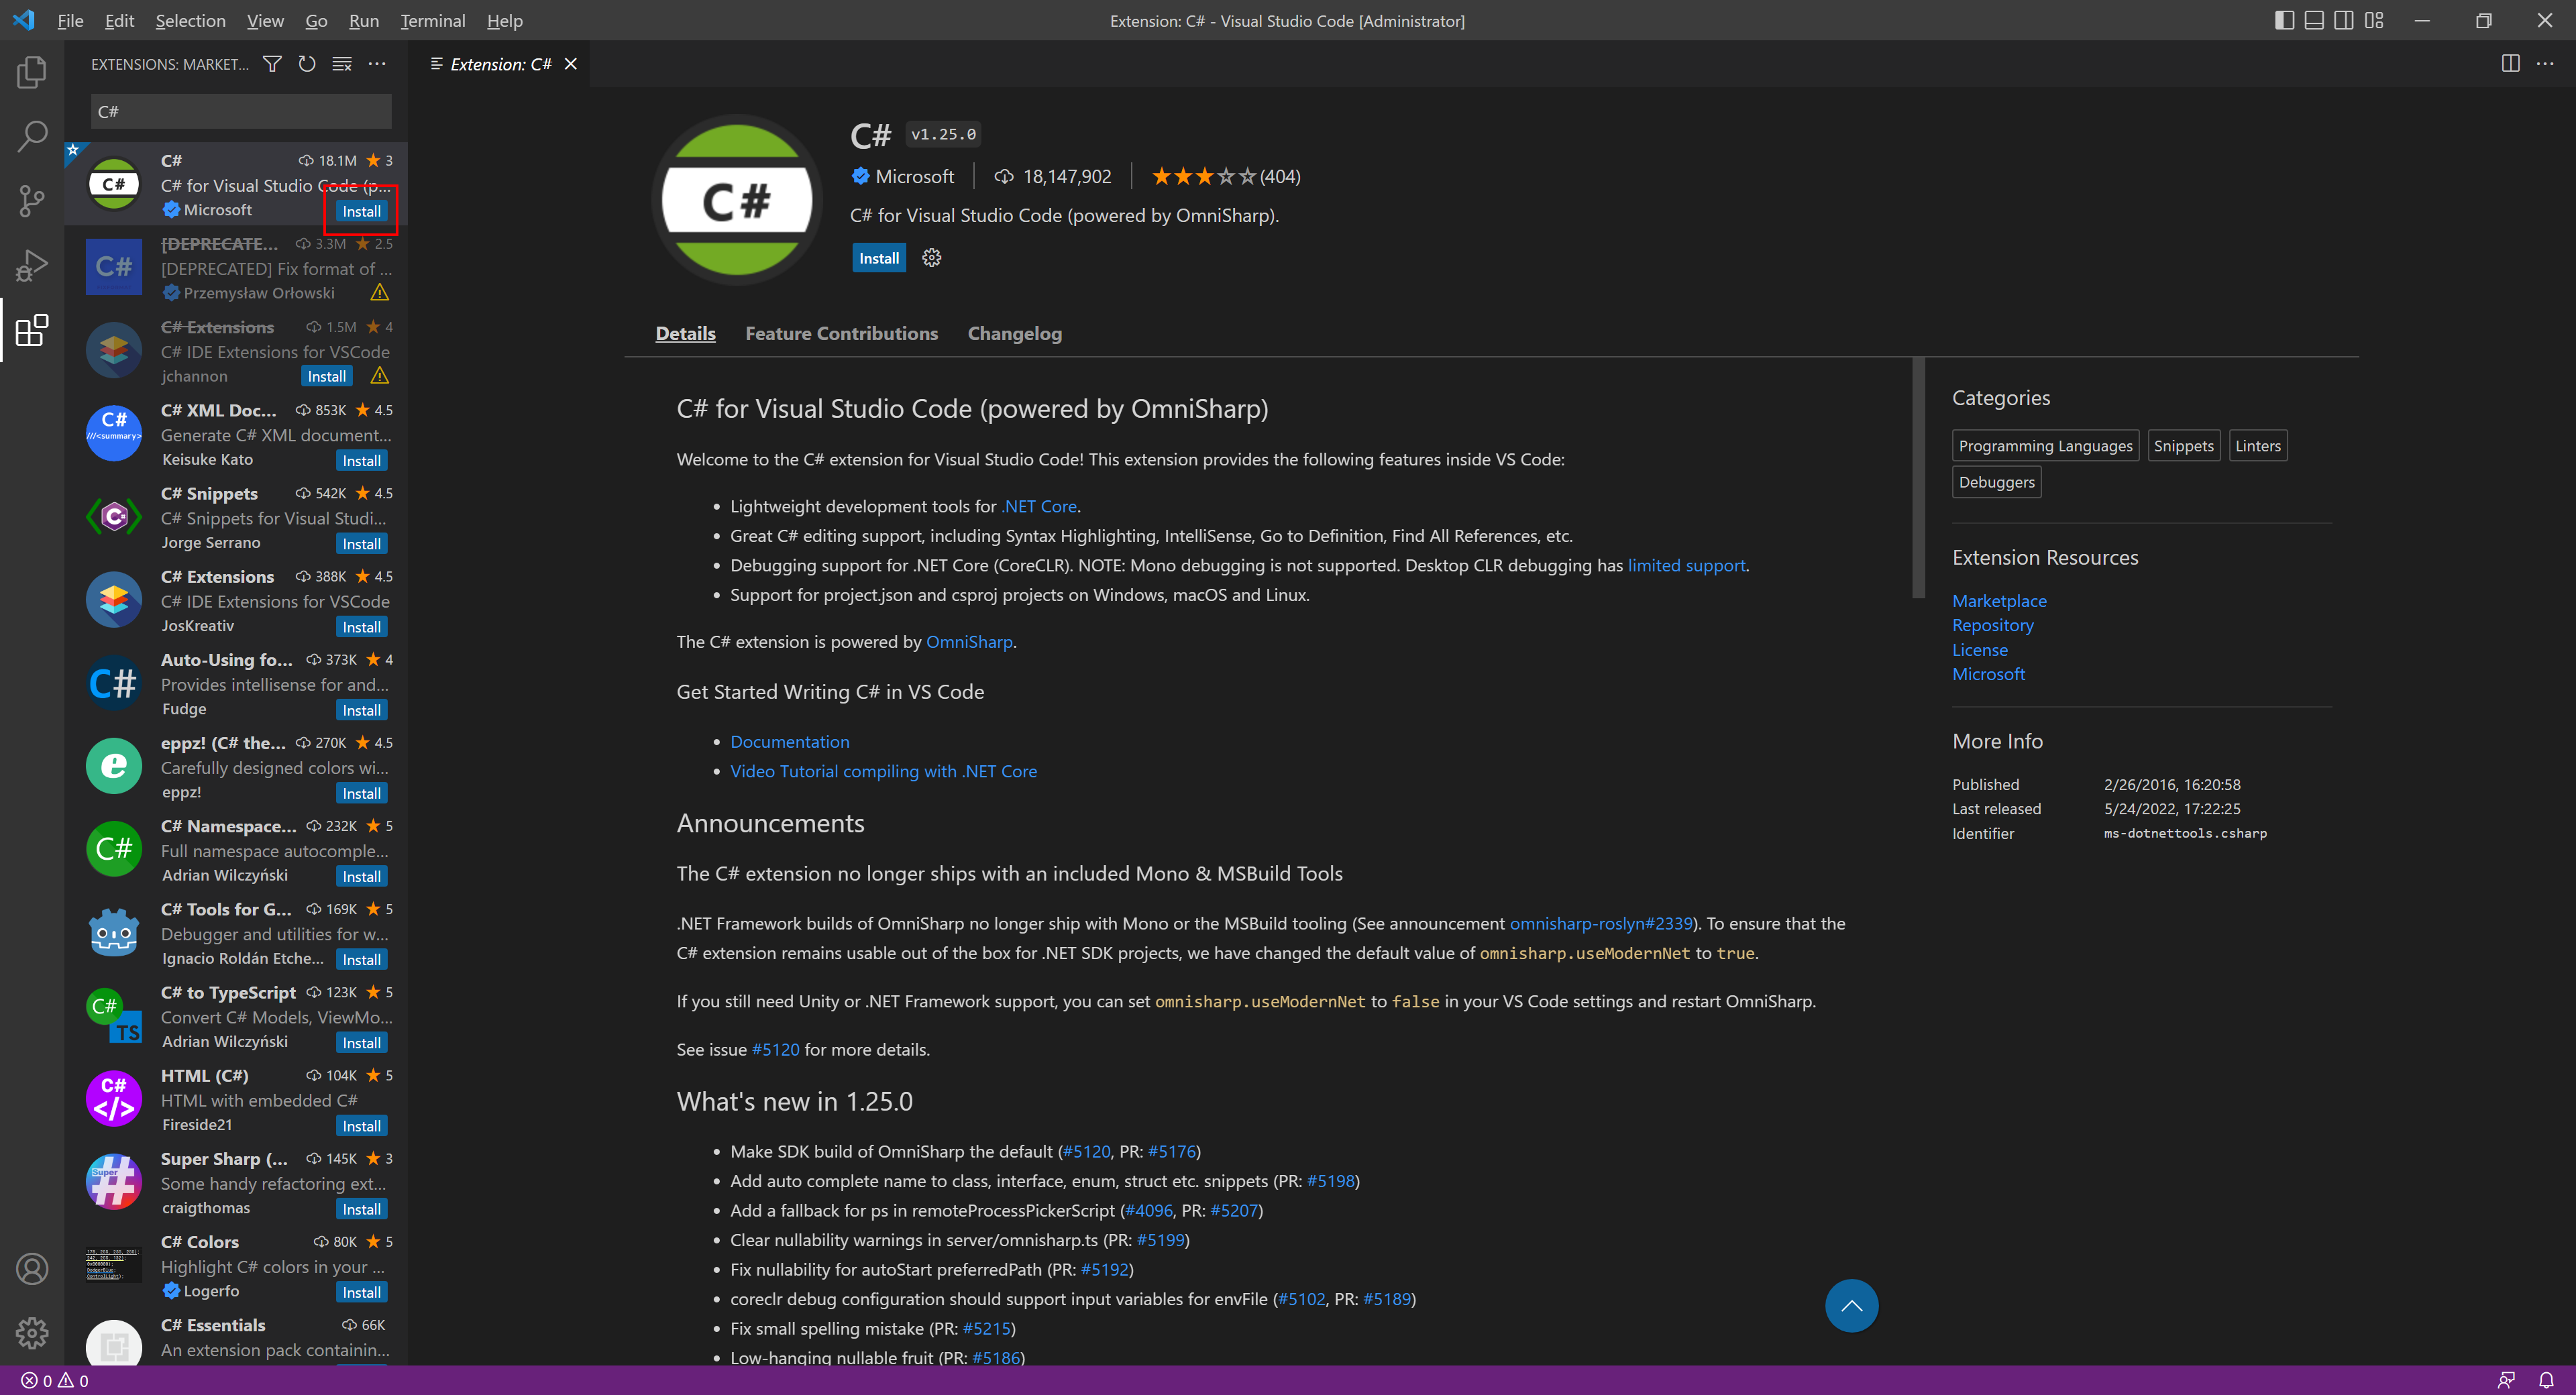 File Edit Selection View Go Run Terminal Help
Extension: C# - Visual Studio Code [Administrator]
EXTENSIONS: MARKET...
C#
C# 18.1M 3
C# for Visual Studio Code (p...
Microsoft Install
[DEPRECATE... 3.3M 2.5
[DEPRECATED] Fix format of ...
Przemysław Orłowski
C# Extensions 1.5M 4
C# IDE Extensions for VSCode
jchannon Install
C# XML Doc... 853K 4.5
Generate C# XML document...
Keisuke Kato Install
C# Snippets 542K 4.5
C# Snippets for Visual Studi...
Jorge Serrano Install
C# Extensions 388K 4.5
C# IDE Extensions for VSCode
JosKreativ Install
Auto-Using fo... 373K 4
Provides intellisense for and...
Fudge Install
eppz! (C# the... 270K 4.5
Carefully designed colors wi...
eppz! Install
C# Namespace... 232K 5
Full namespace autocomple...
Adrian Wilczyński Install
C# Tools for G... 169K 5
Debugger and utilities for w...
Ignacio Roldán Etche... Install
C# to TypeScript 123K 5
Convert C# Models, ViewMo...
Adrian Wilczyński Install
HTML (C#) 104K 5
HTML with embedded C#
Fireside21 Install
Super Sharp (... 145K 3
Some handy refactoring ext...
craigthomas Install
C# Colors 80K 5
Highlight C# colors in your ...
Logerfo Install
C# Essentials 66K
An extension pack containin...
Extension: C#
C#
C# v1.25.0
Microsoft 18,147,902 (404)
C# for Visual Studio Code (powered by OmniSharp).
Install
Details Feature Contributions Changelog
C# for Visual Studio Code (powered by OmniSharp)
Welcome to the C# extension for Visual Studio Code! This extension provides the following features inside VS Code:
• Lightweight development tools for .NET Core.
• Great C# editing support, including Syntax Highlighting, IntelliSense, Go to Definition, Find All References, etc.
• Debugging support for .NET Core (CoreCLR). NOTE: Mono debugging is not supported. Desktop CLR debugging has limited support.
• Support for project.json and csproj projects on Windows, macOS and Linux.
The C# extension is powered by OmniSharp.
Get Started Writing C# in VS Code
• Documentation
• Video Tutorial compiling with .NET Core
Announcements
The C# extension no longer ships with an included Mono & MSBuild Tools
.NET Framework builds of OmniSharp no longer ship with Mono or the MSBuild tooling (See announcement omnisharp-roslyn#2339). To ensure that the
C# extension remains usable out of the box for .NET SDK projects, we have changed the default value of omnisharp.useModernNet to true.
If you still need Unity or .NET Framework support, you can set omnisharp.useModernNet to false in your VS Code settings and restart OmniSharp.
See issue #5120 for more details.
What's new in 1.25.0
• Make SDK build of OmniSharp the default (#5120, PR: #5176)
• Add auto complete name to class, interface, enum, struct etc. snippets (PR: #5198)
• Add a fallback for ps in remoteProcessPickerScript (#4096, PR: #5207)
• Clear nullability warnings in server/omnisharp.ts (PR: #5199)
• Fix nullability for autoStart preferredPath (PR: #5192)
• coreclr debug configuration should support input variables for envFile (#5102, PR: #5189)
• Fix small spelling mistake (PR: #5215)
• Low-hanging nullable fruit (PR: #5186)
Categories
Programming Languages Snippets Linters
Debuggers
Extension Resources
Marketplace
Repository
License
Microsoft
More Info
Published 2/26/2016, 16:20:58
Last released 5/24/2022, 17:22:25
Identifier ms-dotnettools.csharp
0 0